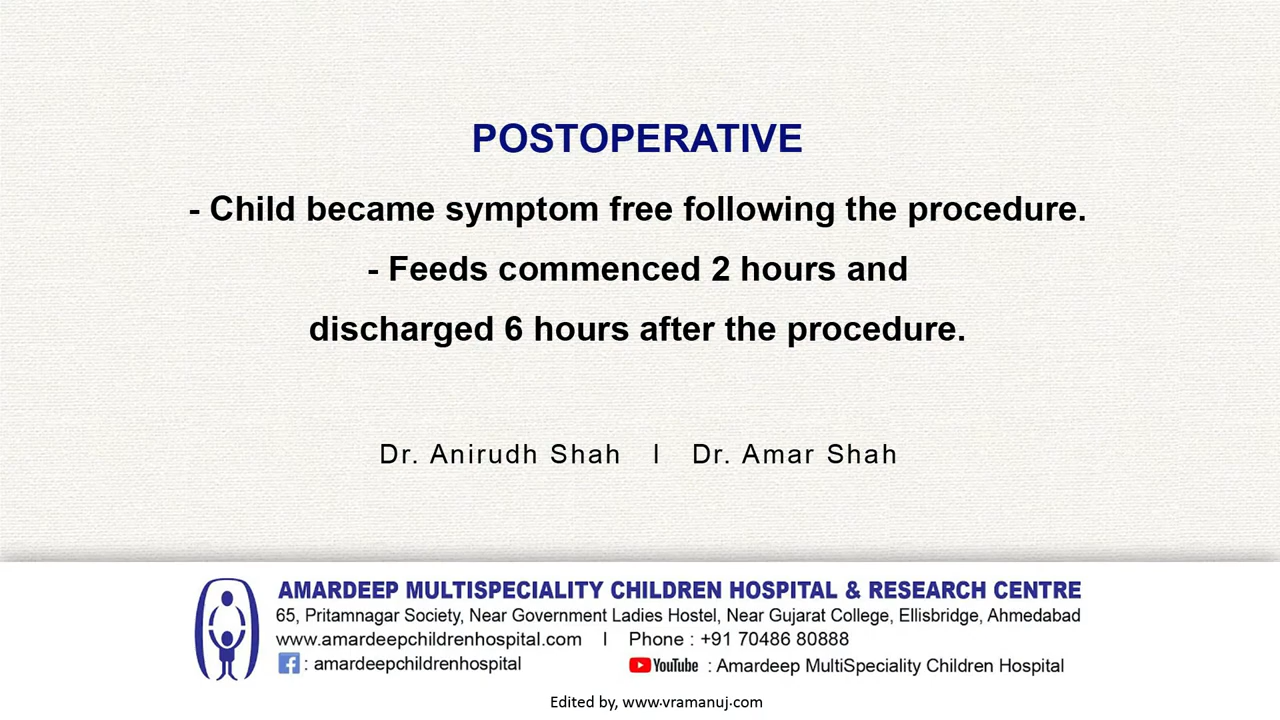 POSTOPERATIVE
- Child became symptom free following the procedure.
- Feeds commenced 2 hours and
discharged 6 hours after the procedure.
Dr. Anirudh Shah | Dr. Amar Shah
AMARDEEP MULTISPECIALITY CHILDREN HOSPITAL & RESEARCH CENTRE
65, Pritamnagar Society, Near Government Ladies Hostel, Near Gujarat College, Ellisbridge, Ahmedabad
www.amardeepchildrenhospital.com | Phone : +91 70486 80888
f : amardeepchildrenhospital YouTube : Amardeep MultiSpeciality Children Hospital
Edited by, www.vramanuj.com